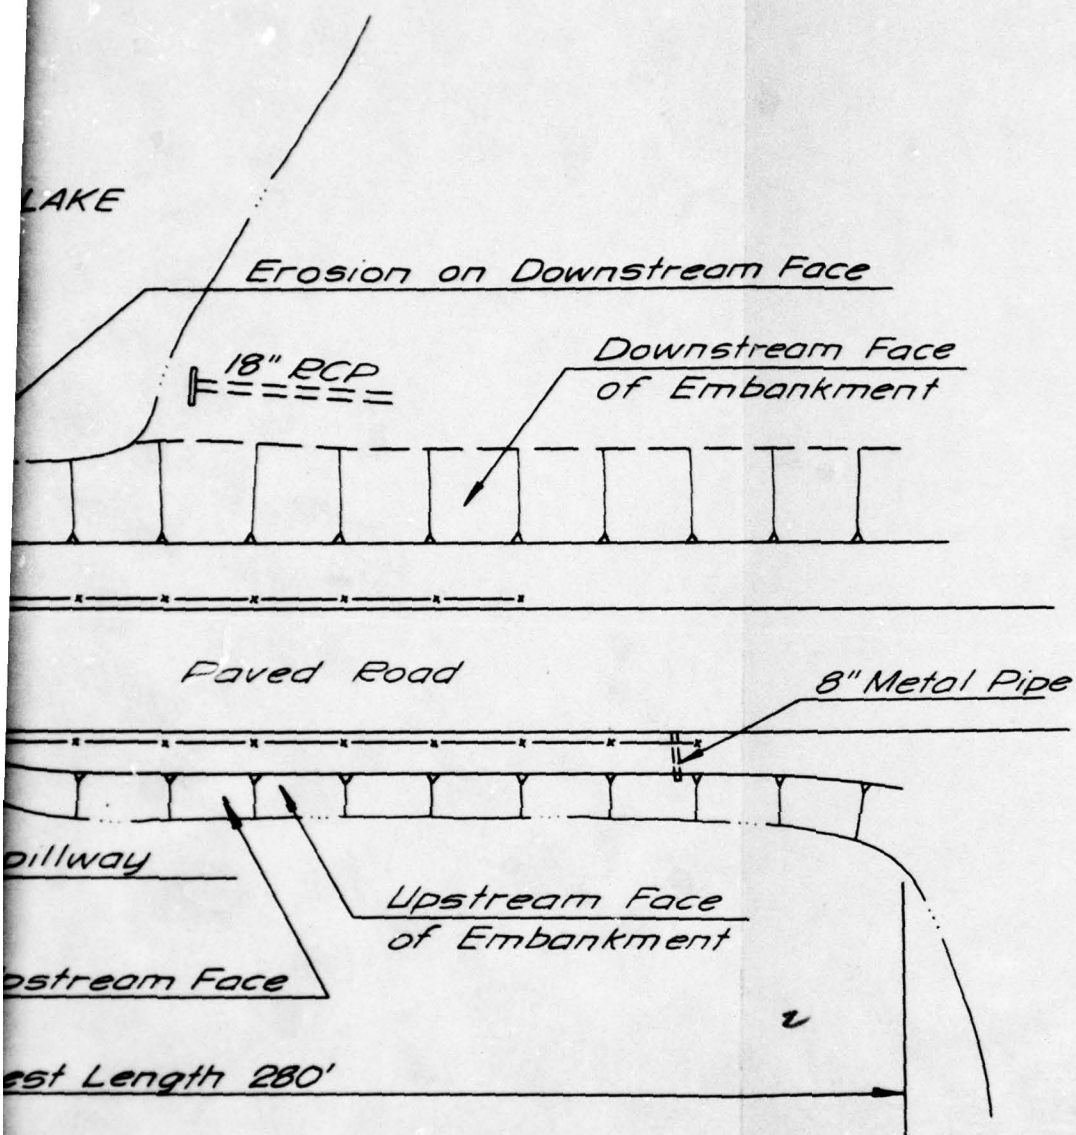 LAKE
Erosion on Downstream Face
18" RCP
Downstream Face
of Embankment
Paved Road
8" Metal Pipe
pillway
Upstream Face
of Embankment
pstream Face
2
est Length 280'